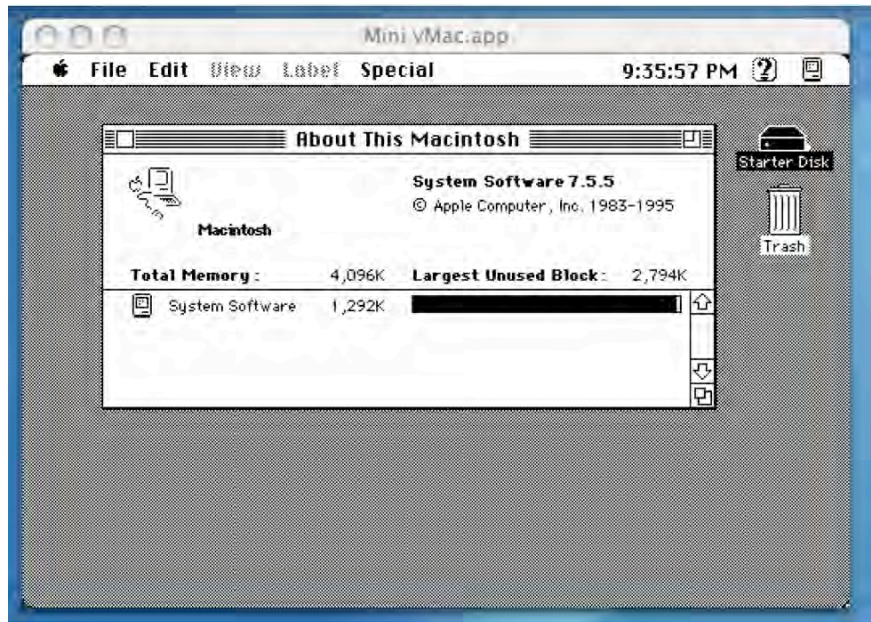 Mini vMac.app
File Edit View Label Special 9:35:57 PM
About This Macintosh
Starter Disk
System Software 7.5.5
© Apple Computer, Inc. 1983-1995
Macintosh
Trash
Total Memory : 4,096K Largest Unused Block : 2,794K
System Software 1,292K